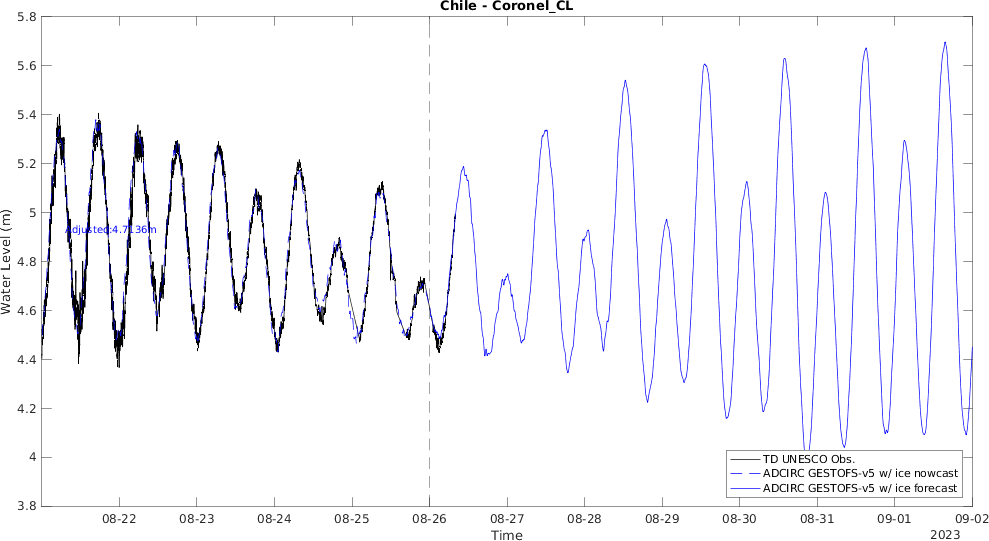 Chile - Coronel_CL
5.8
5.6
5.4
5.2
5
4.8
4.6
4.4
4.2
4
3.8
Water Level (m)
Adjusted:4.7136m
TD UNESCO Obs.
ADCIRC GESTOFS-v5 w/ ice nowcast
ADCIRC GESTOFS-v5 w/ ice forecast
08-22 08-23 08-24 08-25 08-26 08-27 08-28 08-29 08-30 08-31 09-01 09-02
Time
2023